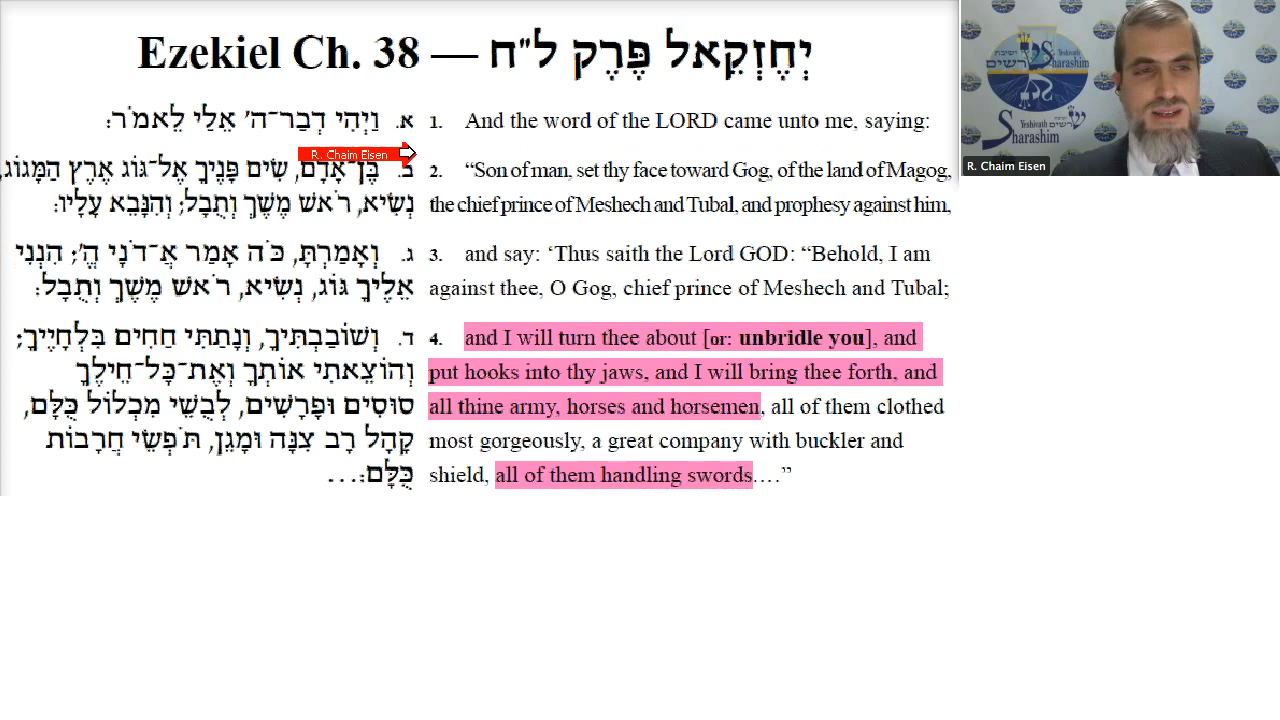 Ezekiel Ch. 38 — יְחֶזְקֵאל פֶּרֶק ל"ח
א. וַיְהִי דְבַר־ה' אֵלַי לֵאמֹר׃
1. And the word of the LORD came unto me, saying:
R. Chaim Eisen
ב. בֶּן־אָדָם, שִׂים פָּנֶיךָ אֶל־גּוֹג אֶרֶץ הַמָּגוֹג,
נְשִׂיא, רֹאשׁ מֶשֶׁךְ וְתֻבָל; וְהִנָּבֵא עָלָיו׃
2. “Son of man, set thy face toward Gog, of the land of Magog,
the chief prince of Meshech and Tubal, and prophesy against him,
ג. וְאָמַרְתָּ, כֹּה אָמַר אֲ־דֹנָי הֱ'; הִנְנִי
אֵלֶיךָ גּוֹג, נְשִׂיא, רֹאשׁ מֶשֶׁךְ וְתֻבָל׃
3. and say: ‘Thus saith the Lord GOD: “Behold, I am
against thee, O Gog, chief prince of Meshech and Tubal;
ד. וְשׁוֹבַבְתִּיךָ, וְנָתַתִּי חַחִים בִּלְחָיֶיךָ;
וְהוֹצֵאתִי אוֹתְךָ וְאֶת־כָּל־חֵילֶךָ
סוּסִים וּפָרָשִׁים, לְבֻשֵׁי מִכְלוֹל כֻּלָּם,
קָהָל רָב צִנָּה וּמָגֵן, תֹּפְשֵׂי חֲרָבוֹת
כֻּלָּם׃...
4. and I will turn thee about [or: unbridle you], and
put hooks into thy jaws, and I will bring thee forth, and
all thine army, horses and horsemen, all of them clothed
most gorgeously, a great company with buckler and
shield, all of them handling swords….”
ישיבת
שרשים
Yeshivath
Sharashim
R. Chaim Eisen